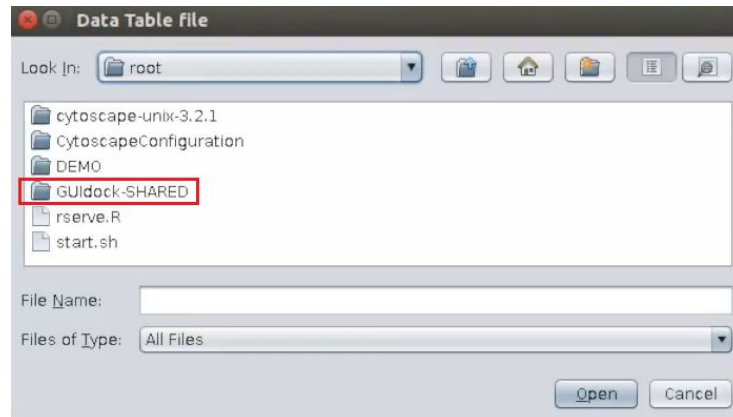 Data Table file
Look In: root
cytoscape-unix-3.2.1
CytoscapeConfiguration
DEMO
GUIdock-SHARED
rserve.R
start.sh
File Name:
Files of Type: All Files
Open Cancel